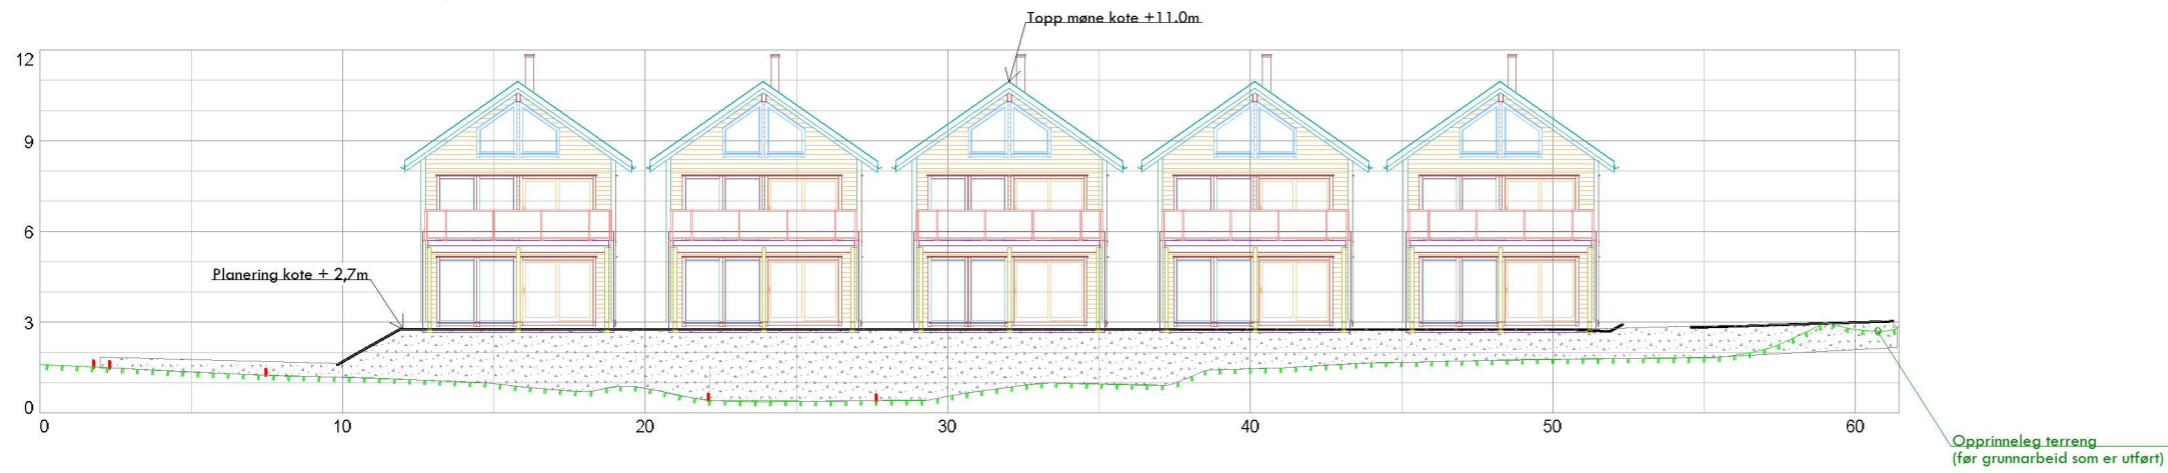 Topp møne kote +11.0m
12
9
6
Planering kote + 2,7m
3
0
0 10 20 30 40 50 60
Opprinneleg terreng
(før grunnarbeid som er utført)